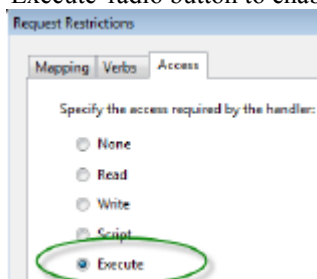 'Execute' radio button to enab
Request Restrictions
Mapping Verbs Access
Specify the access required by the handler:
None
Read
Write
Script
Execute